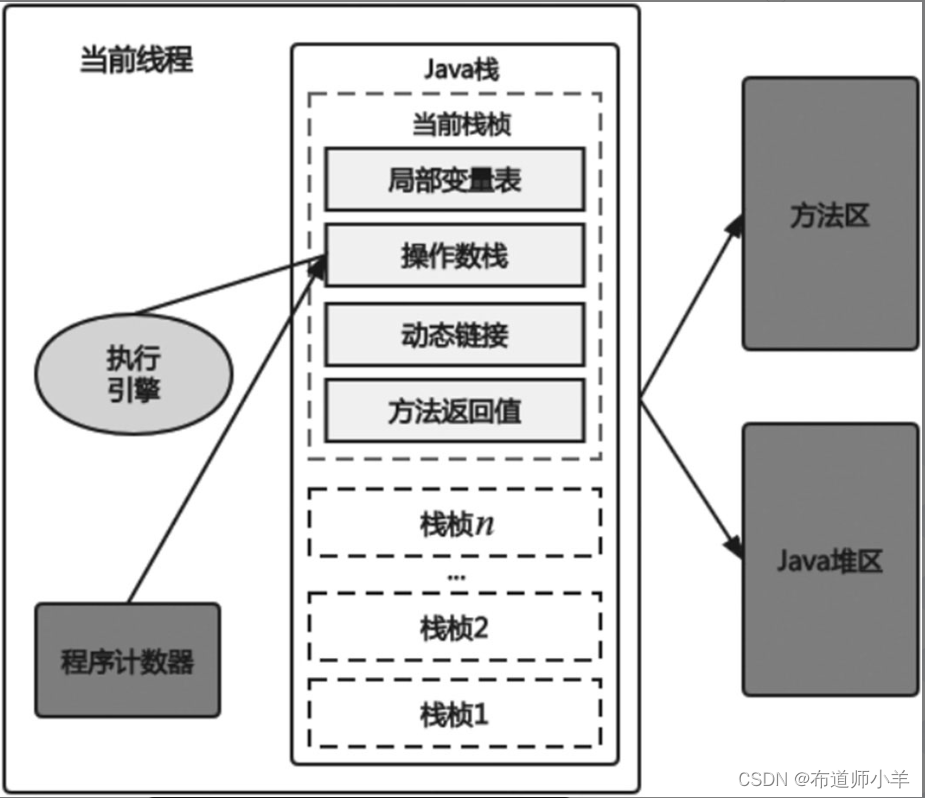 当前线程
Java栈
当前栈桢
局部变量表
操作数栈
动态链接
方法返回值
执行
引擎
栈桢n
...
栈桢2
栈桢1
程序计数器
方法区
Java堆区
CSDN @布道师小羊